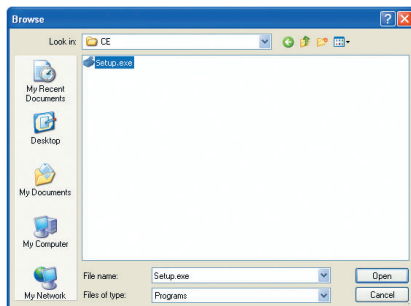 Browse
Look in: CE
Setup.exe
My Recent
Documents
Desktop
My Documents
My Computer
My Network
File name: Setup.exe Open
Files of type: Programs Cancel